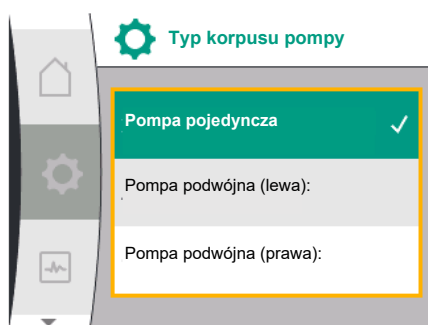 Typ korpusu pompy
Pompa pojedyncza
Pompa podwójna (lewa):
Pompa podwójna (prawa):